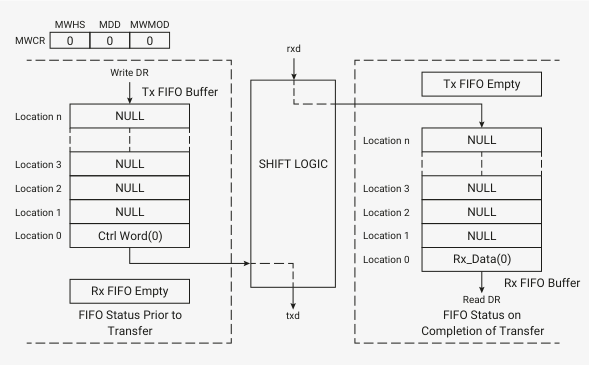 MWHS MDD MWMOD
MWCR 0 0 0
Write DR
Tx FIFO Buffer
Location n NULL
Location 3 NULL
Location 2 NULL
Location 1 NULL
Location 0 Ctrl Word(0)
Rx FIFO Empty
FIFO Status Prior to
Transfer
rxd
SHIFT LOGIC
txd
Tx FIFO Empty
Location n NULL
Location 3 NULL
Location 2 NULL
Location 1 NULL
Location 0 Rx_Data(0)
Rx FIFO Buffer
Read DR
FIFO Status on
Completion of Transfer